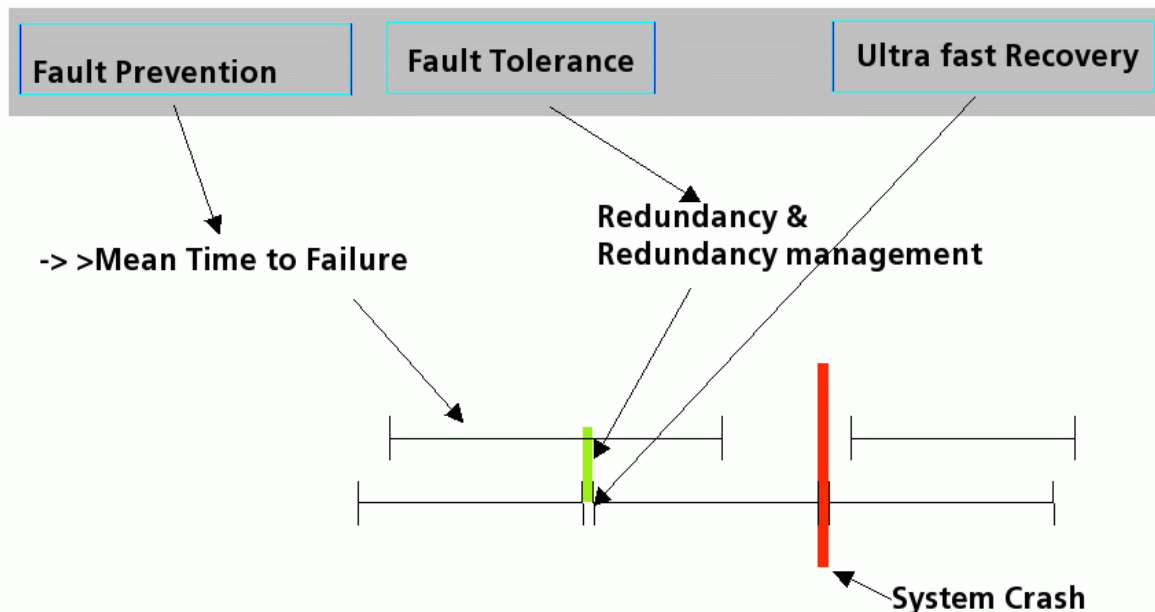 Fault Prevention
Fault Tolerance
Ultra fast Recovery
Redundancy &
Redundancy management
-> >Mean Time to Failure
System Crash